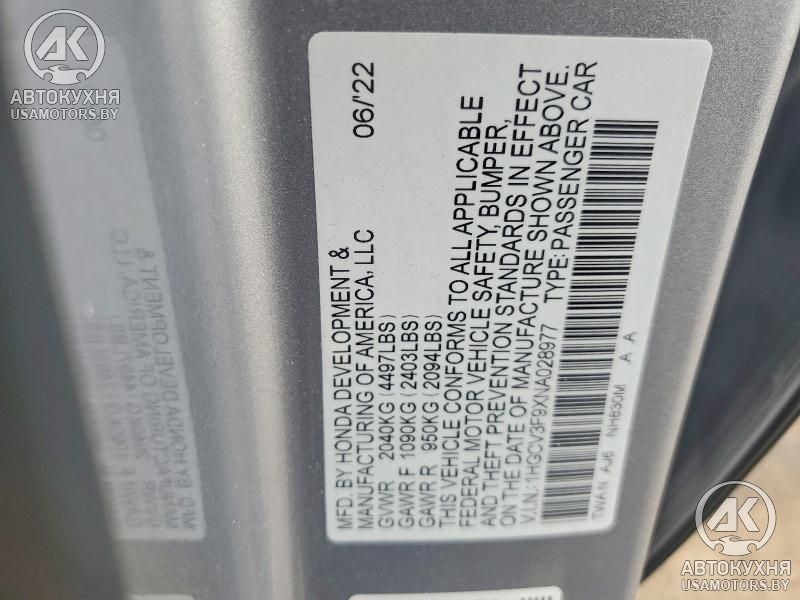 MFD. BY HONDA DEVELOPMENT &
MANUFACTURING OF AMERICA, LLC 06/'22
GVWR 2040KG (4497LBS)
GAWR F 1090KG (2403LBS)
GAWR R 950KG (2094LBS)
THIS VEHICLE CONFORMS TO ALL APPLICABLE
FEDERAL MOTOR VEHICLE SAFETY, BUMPER,
AND THEFT PREVENTION STANDARDS IN EFFECT
ON THE DATE OF MANUFACTURE SHOWN ABOVE.
V.I.N.: 1HGCV3F9XNA028977 TYPE: PASSENGER CAR
TWAN AJ6 NH830M A A
АК
АВТОКУХНЯ
USAMOTORS.BY
АК
АВТОКУХНЯ
USAMOTORS.BY